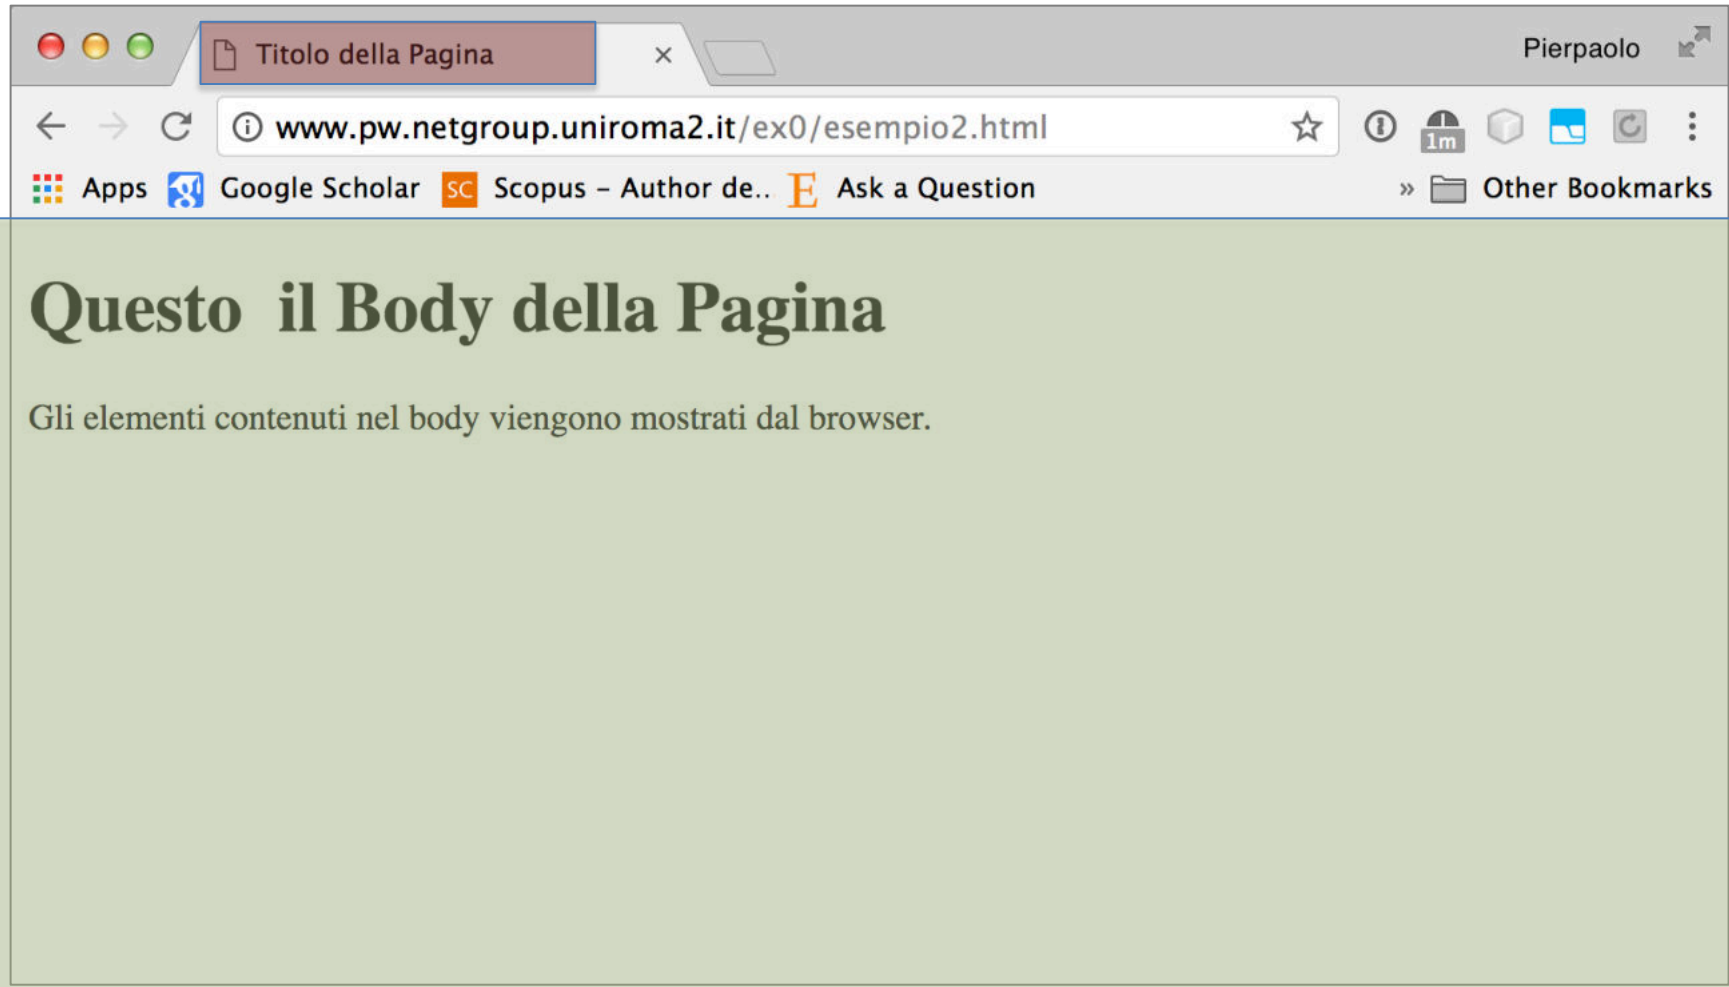 Titolo della Pagina
Pierpaolo
www.pw.netgroup.uniroma2.it/ex0/esempio2.html
1m
Apps Google Scholar SC Scopus – Author de.. E Ask a Question » Other Bookmarks
Questo il Body della Pagina
Gli elementi contenuti nel body viengono mostrati dal browser.